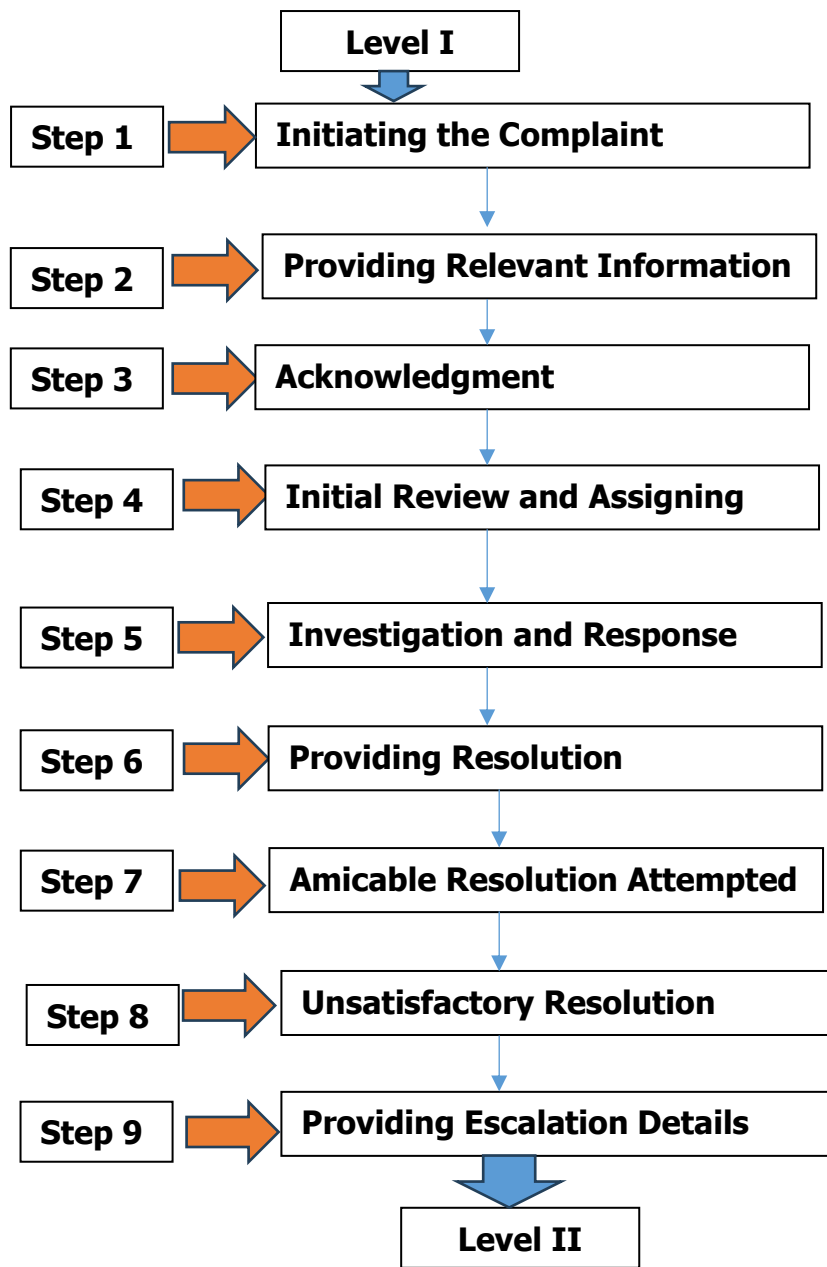 Level I
Step 1
Initiating the Complaint
Step 2
Providing Relevant Information
Step 3
Acknowledgment
Step 4
Initial Review and Assigning
Step 5
Investigation and Response
Step 6
Providing Resolution
Step 7
Amicable Resolution Attempted
Step 8
Unsatisfactory Resolution
Step 9
Providing Escalation Details
Level II